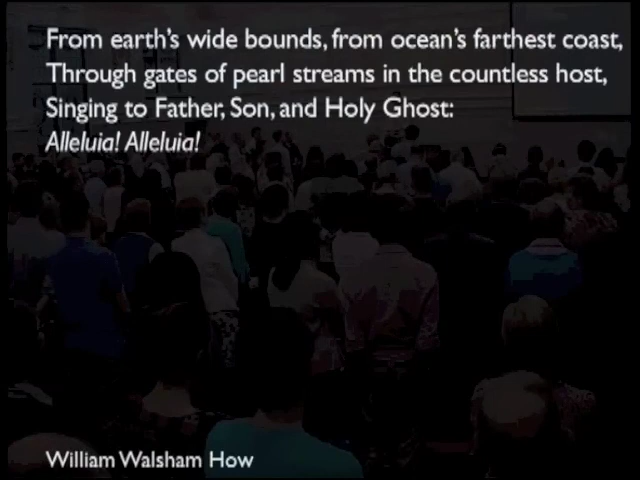 From earth's wide bounds, from ocean's farthest coast,
Through gates of pearl streams in the countless host,
Singing to Father, Son, and Holy Ghost:
Alleluia! Alleluia!
William Walsham How